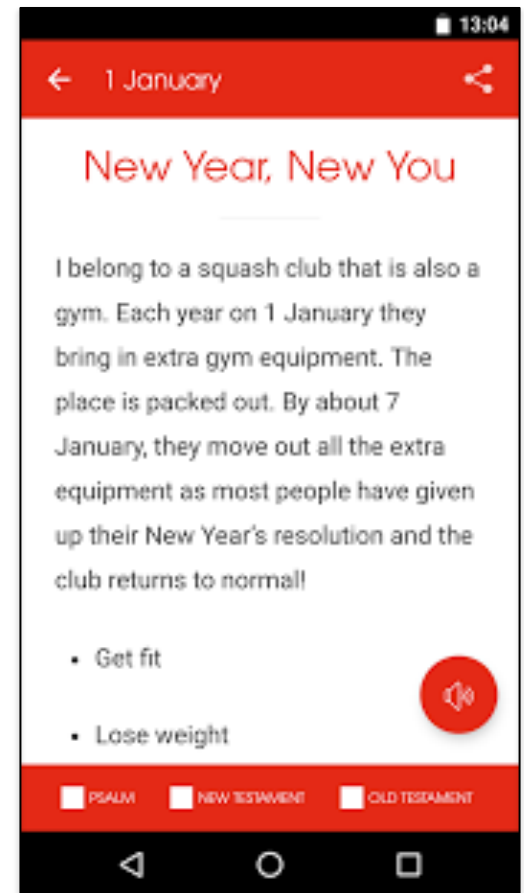 13:04
1 January
New Year, New You
I belong to a squash club that is also a
gym. Each year on 1 January they
bring in extra gym equipment. The
place is packed out. By about 7
January, they move out all the extra
equipment as most people have given
up their New Year's resolution and the
club returns to normal!
• Get fit
• Lose weight
PSALM NEW TESTAMENT OLD TESTAMENT